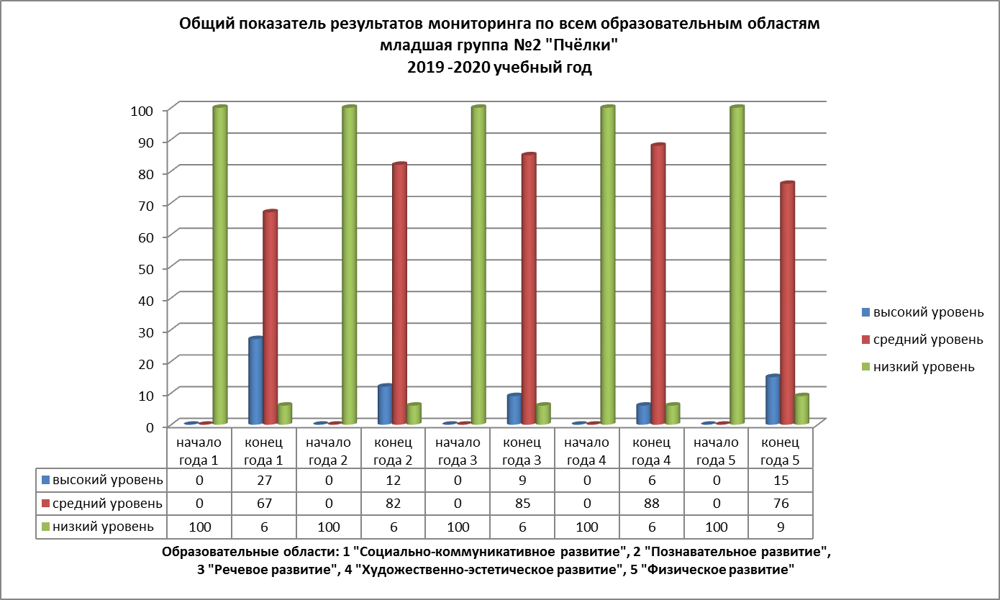 Общий показатель результатов мониторинга по всем образовательным областям
младшая группа №2 "Пчёлки"
2019 -2020 учебный год
100
90
80
70
60
50
40
30
20
10
0
высокий уровень
средний уровень
низкий уровень
начало года 1 конец года 1 начало года 2 конец года 2 начало года 3 конец года 3 начало года 4 конец года 4 начало года 5 конец года 5
высокий уровень 0 27 0 12 0 9 0 6 0 15
средний уровень 0 67 0 82 0 85 0 88 0 76
низкий уровень 100 6 100 6 100 6 100 6 100 9
Образовательные области: 1 "Социально-коммуникативное развитие", 2 "Познавательное развитие",
3 "Речевое развитие", 4 "Художественно-эстетическое развитие", 5 "Физическое развитие"